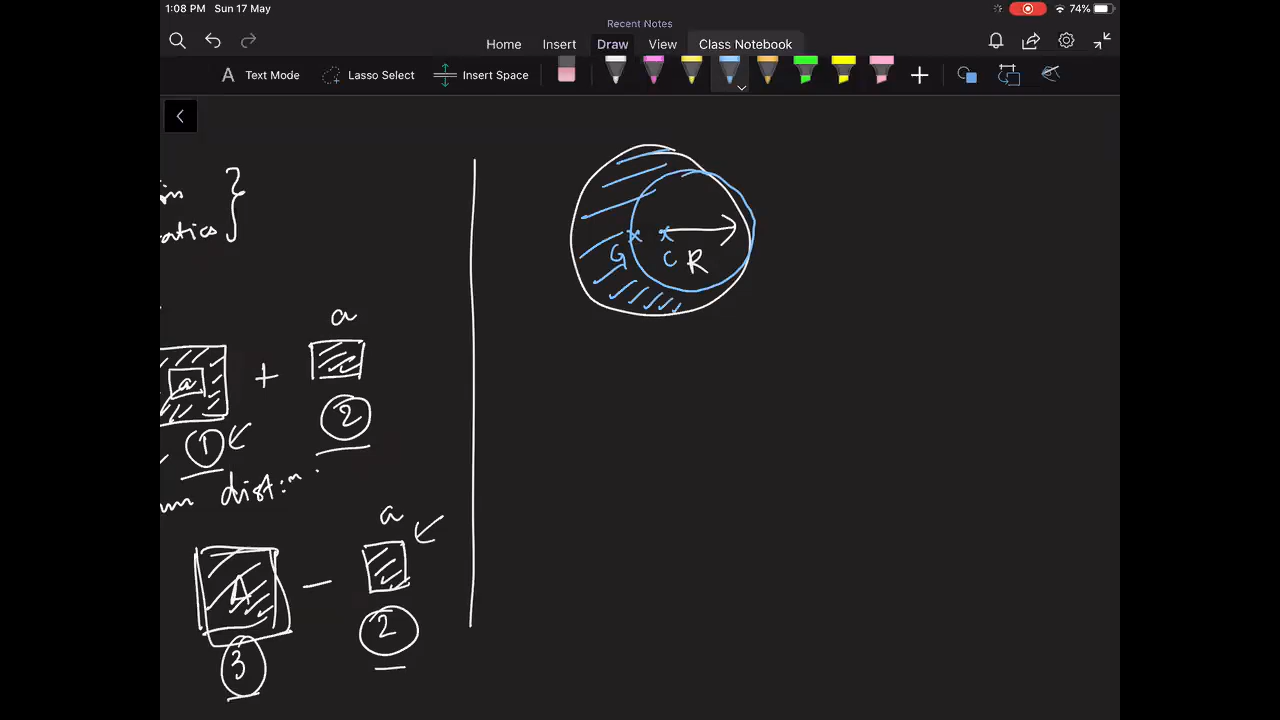 1:08 PM Sun 17 May
74%
Recent Notes
Home Insert Draw View Class Notebook
A Text Mode Lasso Select Insert Space
}
a
a +
1 2
distⁿ
a
A -
2
3
G C R